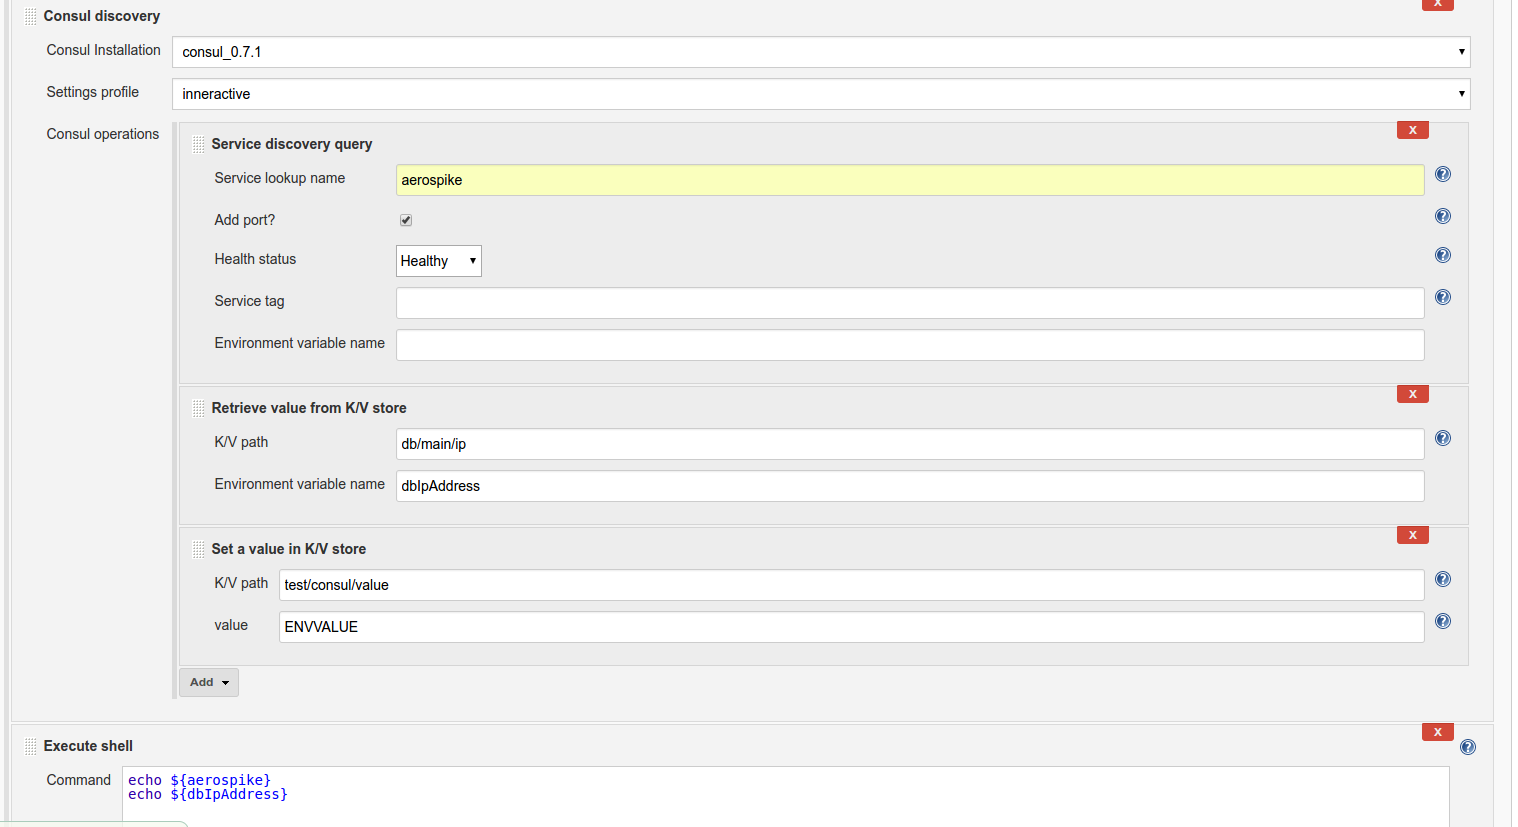 Consul discovery
X
Consul Installation
consul_0.7.1
Settings profile
inneractive
Consul operations
X
Service discovery query
Service lookup name
aerospike
Add port?
Health status
Healthy
Service tag
Environment variable name
X
Retrieve value from K/V store
K/V path
db/main/ip
Environment variable name
dbIpAddress
X
Set a value in K/V store
K/V path
test/consul/value
value
ENVVALUE
Add
X
Execute shell
Command
echo ${aerospike}
echo ${dbIpAddress}